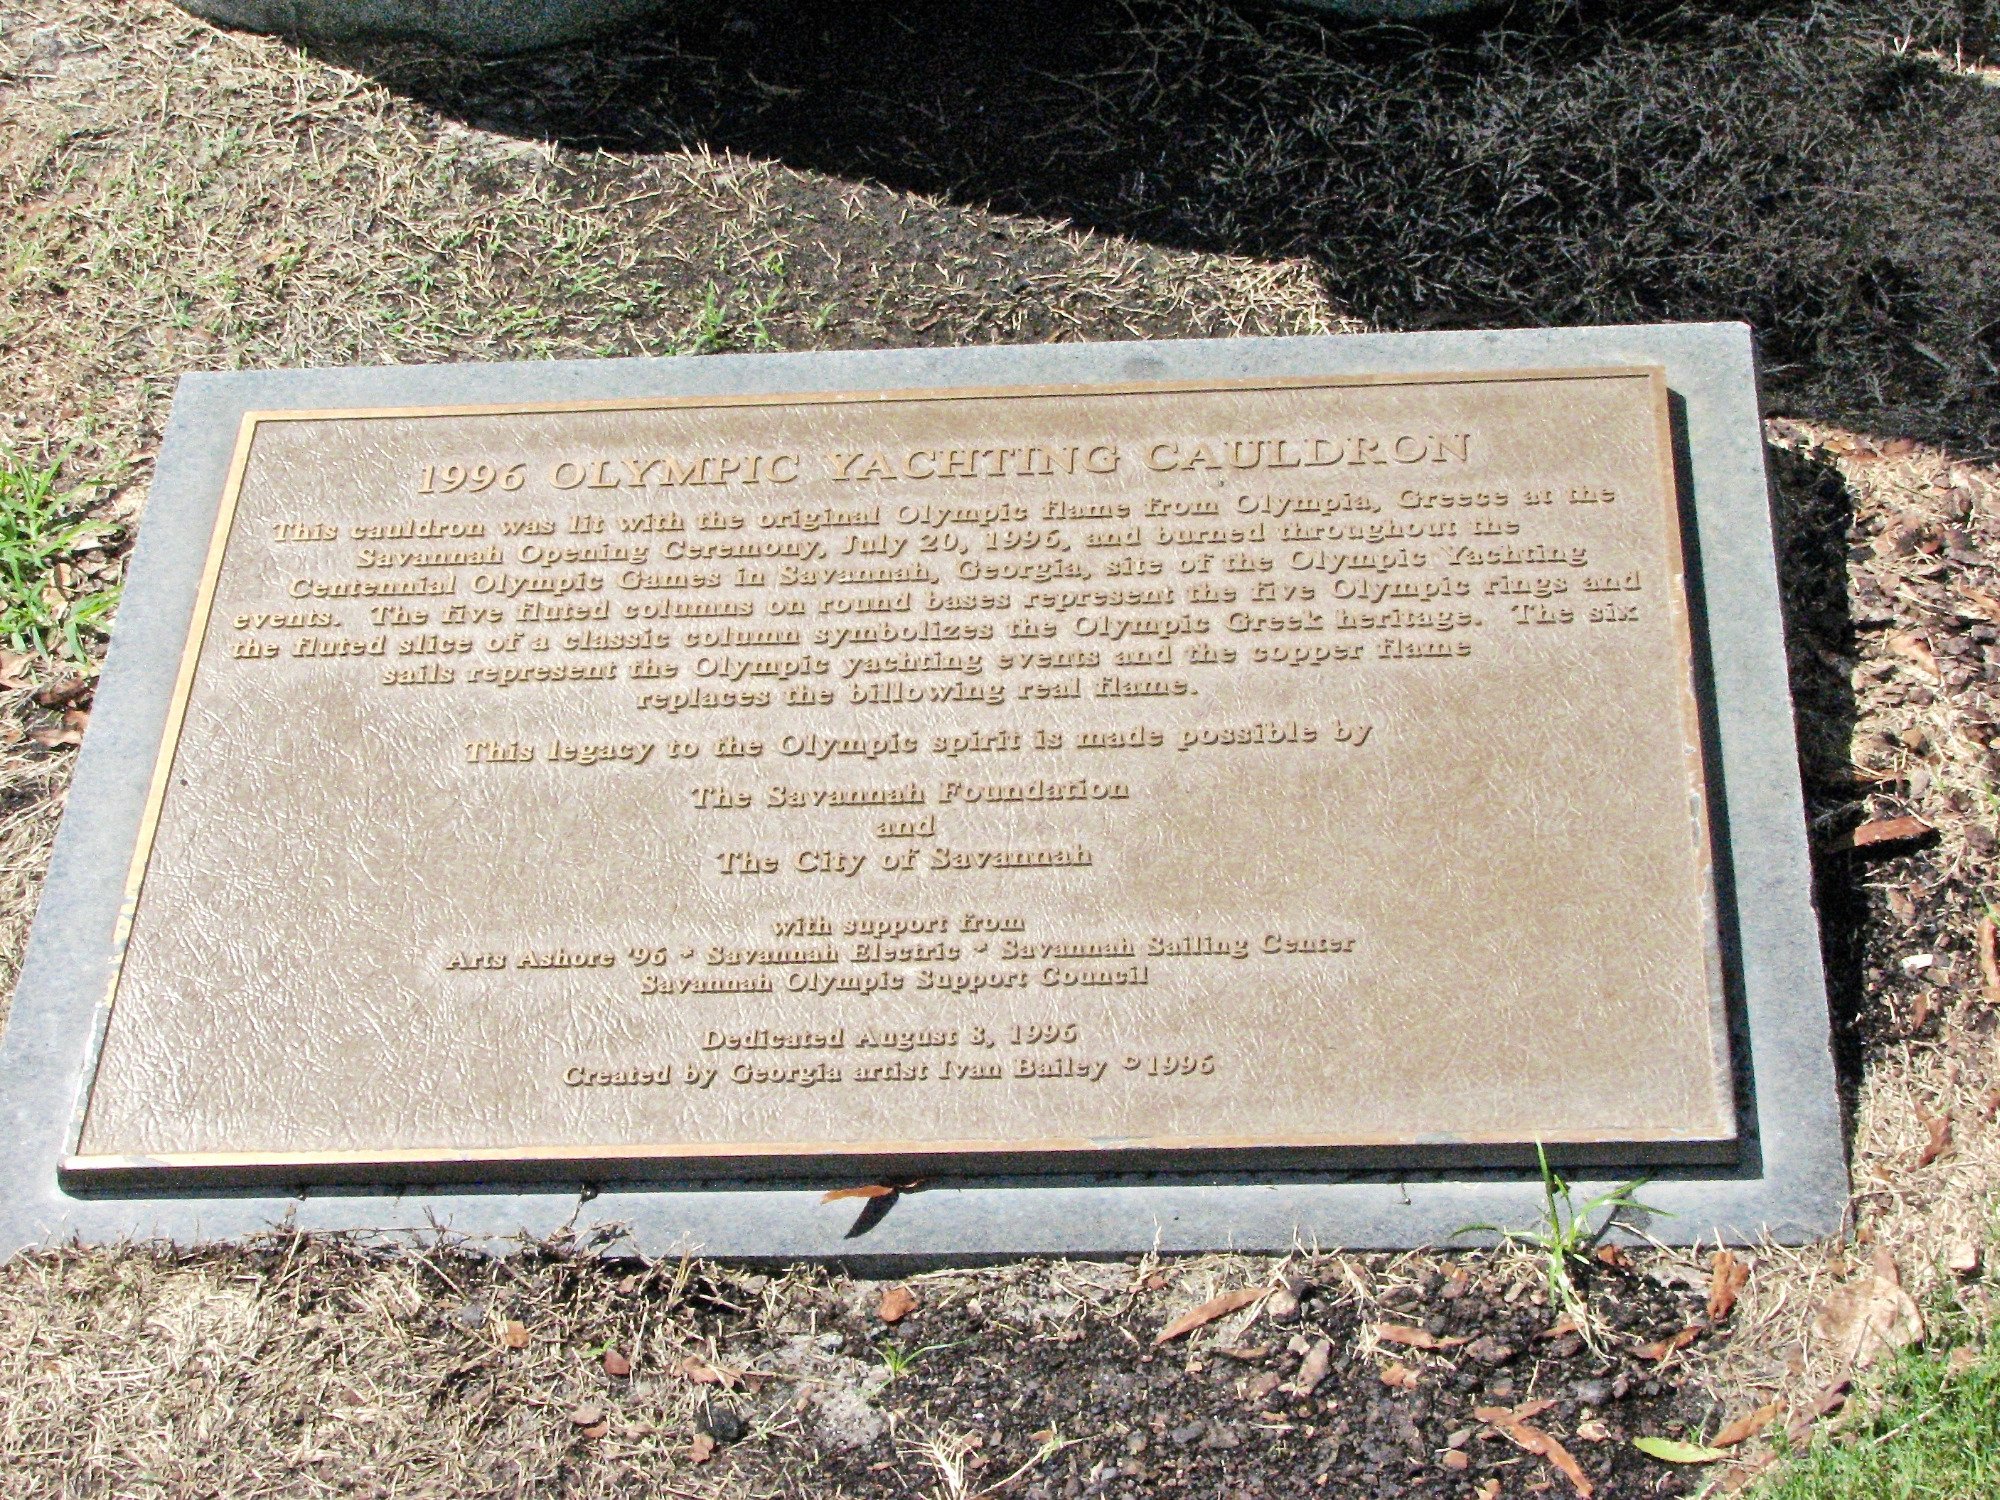 1996 OLYMPIC YACHTING CAULDRON
This cauldron was lit with the original Olympic flame from Olympia, Greece at the
Savannah Opening Ceremony, July 20, 1996, and burned throughout the
Centennial Olympic Games in Savannah, Georgia, site of the Olympic Yachting
events. The five fluted columns on round bases represent the five Olympic rings and
the fluted slice of a classic column symbolizes the Olympic Greek heritage. The six
sails represent the Olympic yachting events and the copper flame
replaces the billowing real flame.
This legacy to the Olympic spirit is made possible by
The Savannah Foundation
and
The City of Savannah
with support from
Arts Ashore '96 * Savannah Electric * Savannah Sailing Center
Savannah Olympic Support Council
Dedicated August 8, 1996
Created by Georgia artist Ivan Bailey ©1996